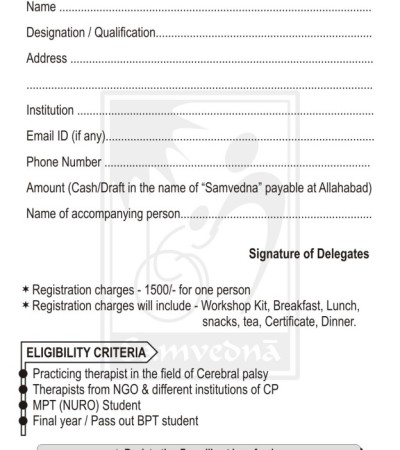 Name ..........................................................................................
Designation / Qualification................................................................
Address .......................................................................................
....................................................................................................
Institution .....................................................................................
Email ID (if any)..............................................................................
Phone Number ..............................................................................
Amount (Cash/Draft in the name of “Samvedna” payable at Allahabad)
Name of accompanying person.........................................................
Signature of Delegates
* Registration charges - 1500/- for one person
* Registration charges will include - Workshop Kit, Breakfast, Lunch,
snacks, tea, Certificate, Dinner.
ELIGIBILITY CRITERIA
Samvednā
Practicing therapist in the field of Cerebral palsy
Therapists from NGO & different institutions of CP
MPT (NURO) Student
Final year / Pass out BPT student